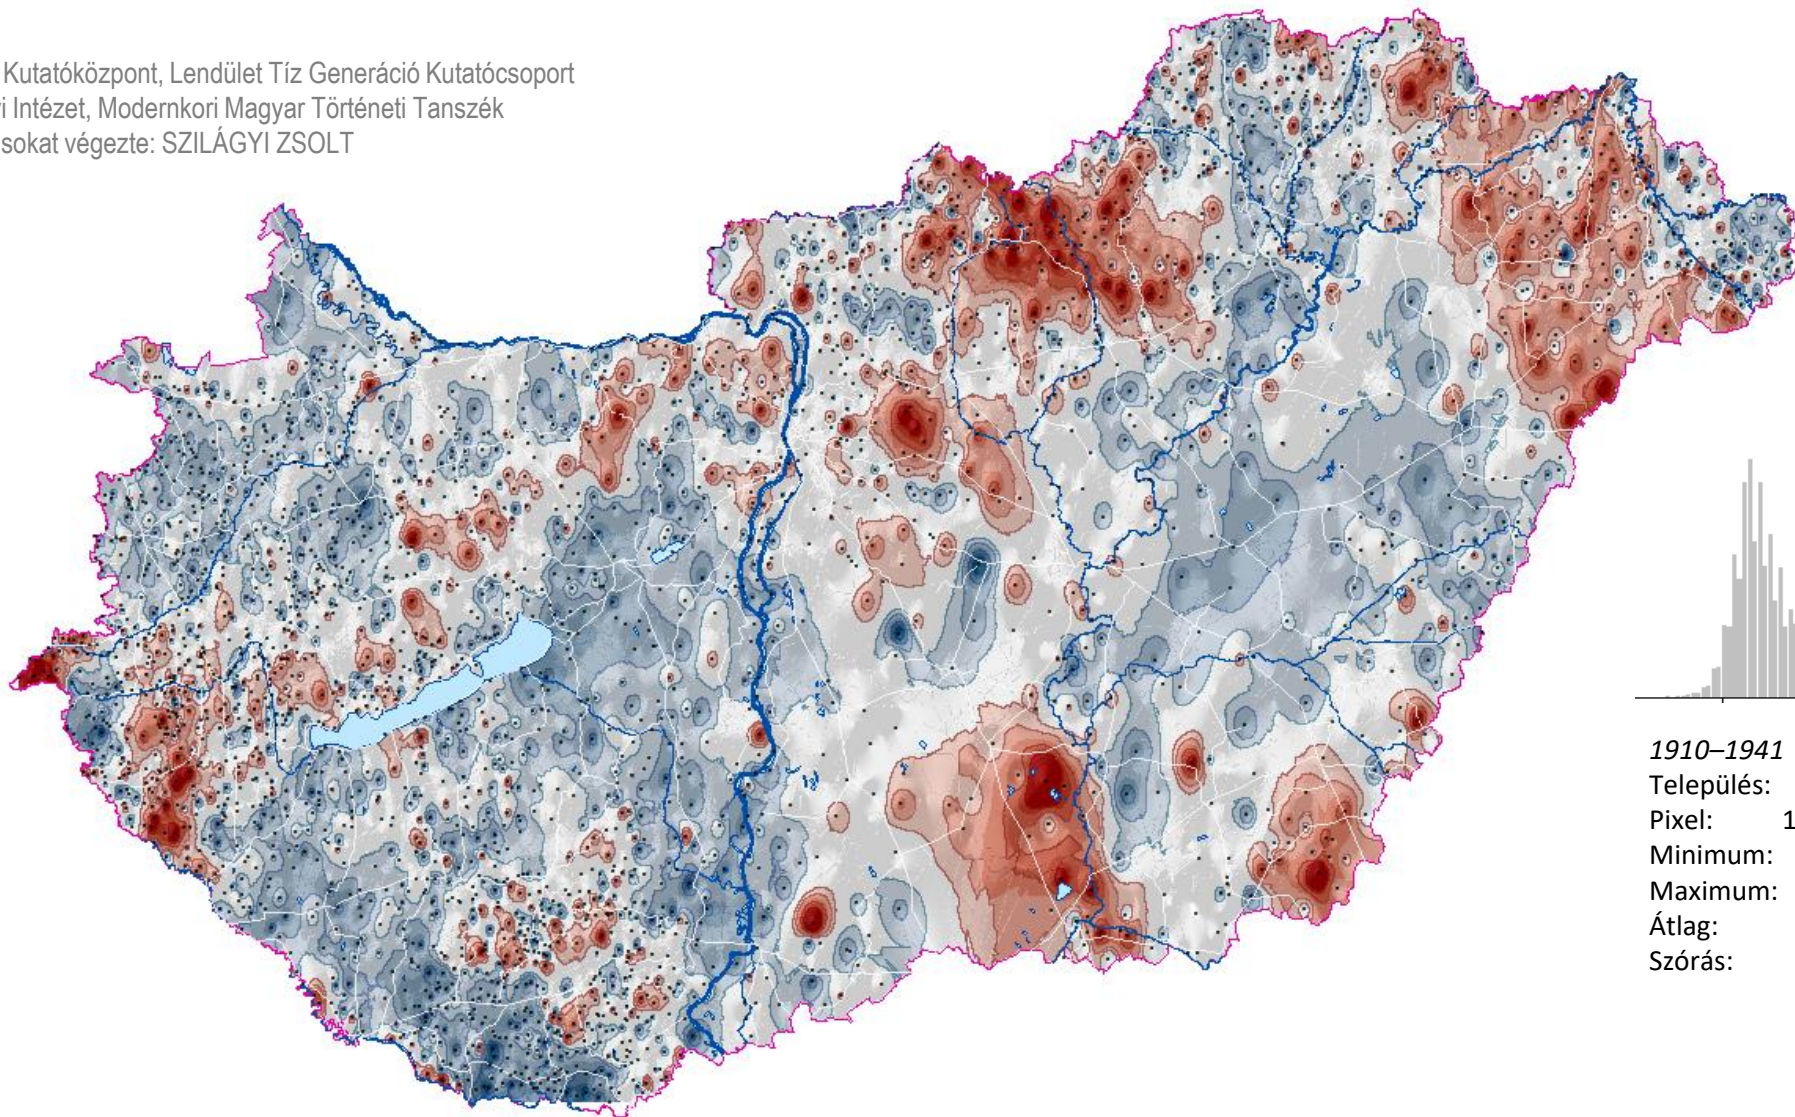 Kutatóközpont, Lendület Tíz Generáció Kutatócsoport
i Intézet, Modernkori Magyar Történeti Tanszék
sokat végezte: SZILÁGYI ZSOLT
1910–1941
Település:
Pixel: 1
Minimum:
Maximum:
Átlag:
Szórás: